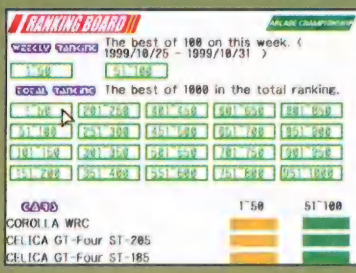 RANKING BOARD
ARCADE CHAMPIONSHIP
WEEKLY RANKING The best of 100 on this week. (
1999/10/25 - 1999/10/31 )
1~50 51~100
TOTAL RANKING The best of 1000 in the total ranking.
1~50 201~250 401~450 601~650 801~850
51~100 251~300 451~500 651~700 851~900
101~150 301~350 501~550 701~750 901~950
151~200 351~400 551~600 751~800 951~1000
CARD 1~50 51~100
COROLLA WRC
CELICA GT-Four ST-205
CELICA GT-Four ST-185